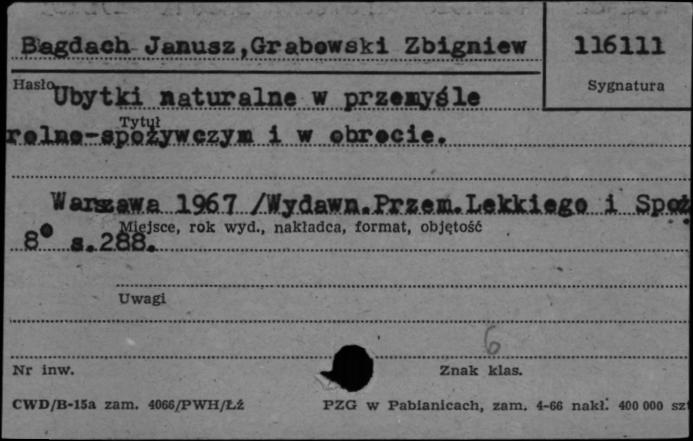 Bagdach Janusz,Grabowski Zbigniew
116111
Hasło
Sygnatura
Ubytki naturalne w przemyśle
Tytuł
rolno-spożywczym i w obrocie.
Warszawa 1967 /Wydawn.Przem.Lekkiego i Spoż
Miejsce, rok wyd., nakładca, format, objętość
8° s.288.
Uwagi
6
Nr inw.
Znak klas.
CWD/B-15a zam. 4066/PWH/Łź
PZG w Pabianicach, zam. 4-66 nakł. 400 000 szt